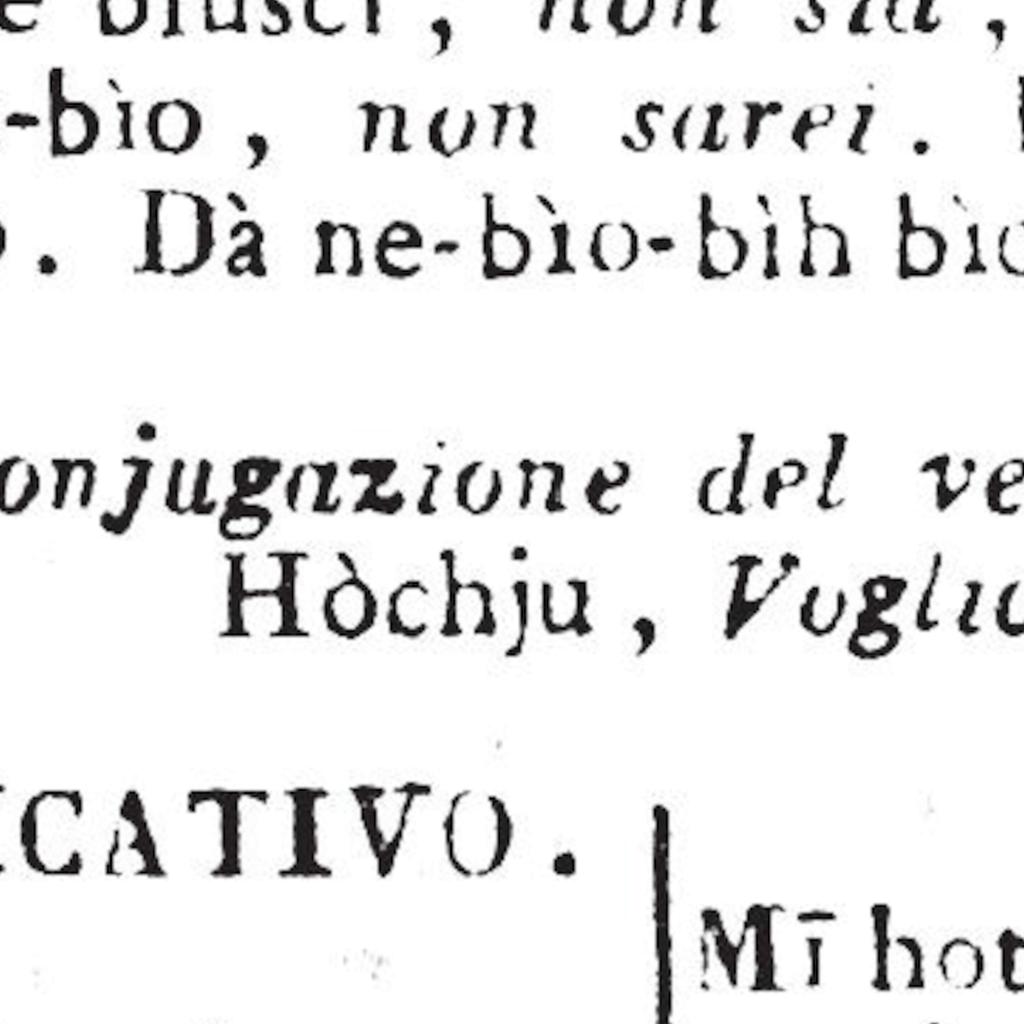 e biusci, non sia,
-bìo, non sarei.
. Dà ne-bìo-bìh bìo
onjugazione del ve
Hòchju, Voglio
ICATIVO.
Mī hot